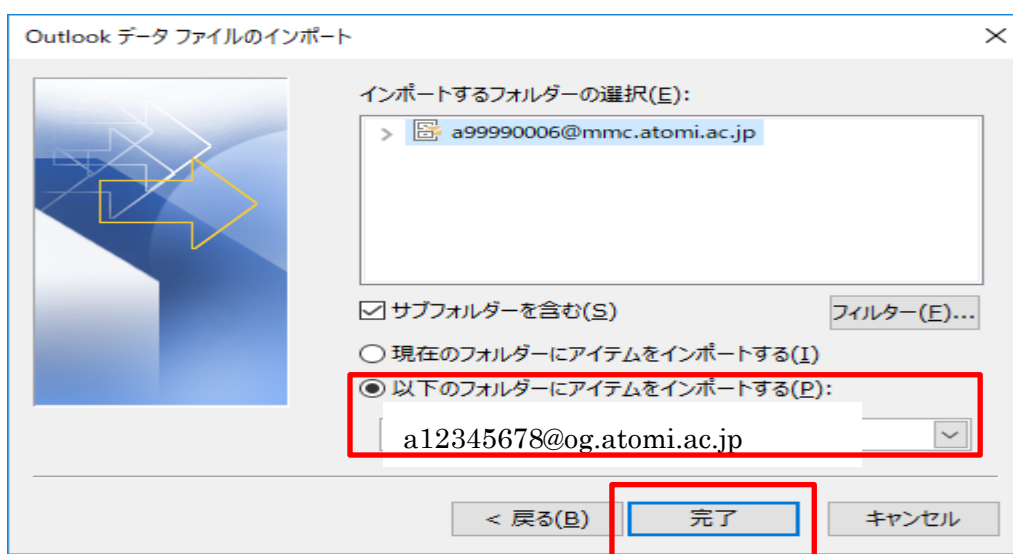 Outlook データ ファイルのインポート
インポートするフォルダーの選択(E):
a99990006@mmc.atomi.ac.jp
サブフォルダーを含む(S)
フィルター(F)...
現在のフォルダーにアイテムをインポートする(I)
以下のフォルダーにアイテムをインポートする(P):
a12345678@og.atomi.ac.jp
< 戻る(B)
完了
キャンセル